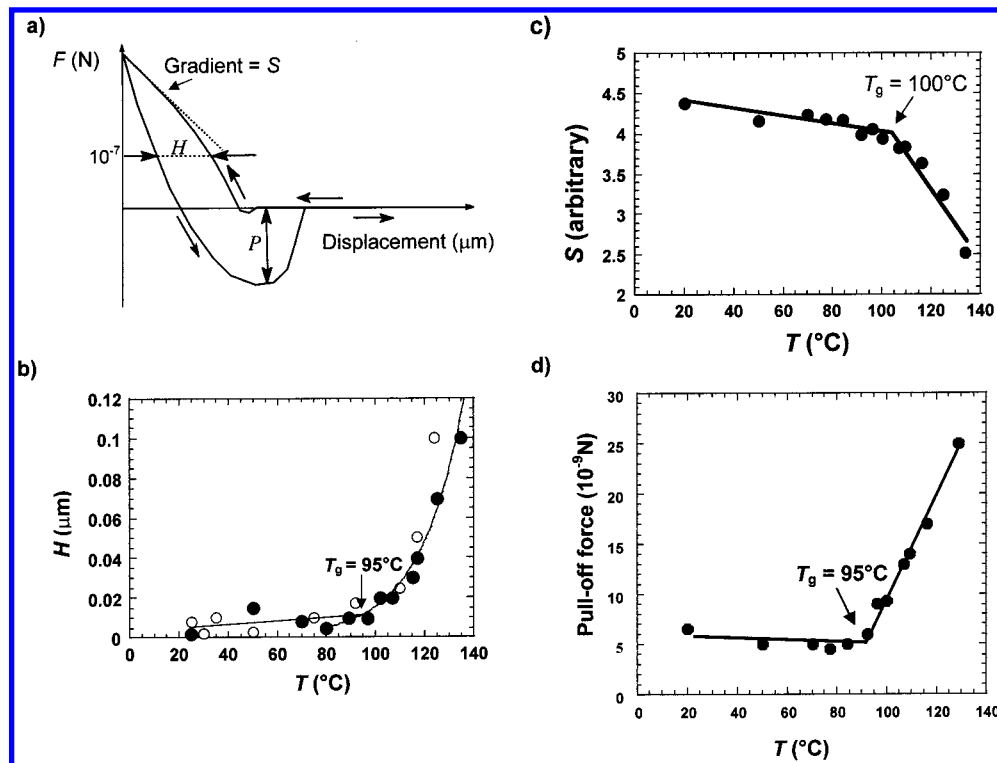 a)
F (N)
Gradient = S
10-7
H
P
Displacement (μm)
b)
0.12
0.1
0.08
0.06
0.04
0.02
0
H (μm)
Tg = 95°C
0 20 40 60 80 100 120 140
T (°C)
c)
5
4.5
4
3.5
3
2.5
2
S (arbitrary)
Tg = 100°C
0 20 40 60 80 100 120 140
T (°C)
d)
30
25
20
15
10
5
0
Pull-off force (10-9N)
Tg = 95°C
0 20 40 60 80 100 120 140
T (°C)